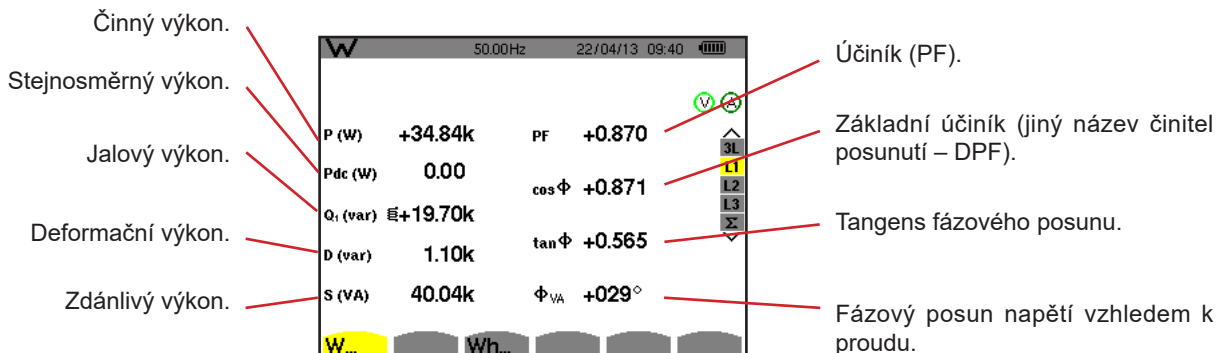 Činný výkon.
Stejnosměrný výkon.
Jalový výkon.
Deformační výkon.
Zdánlivý výkon.
W 50.00Hz 22/04/13 09:40
V A
P (W) +34.84k PF +0.870
Pdc (W) 0.00 cos Φ +0.871
Q₁ (var) +19.70k
D (var) 1.10k tan Φ +0.565
S (VA) 40.04k ΦVA +029°
3L
L1
L2
L3
Σ
W... Wh...
Účiník (PF).
Základní účiník (jiný název činitel
posunutí – DPF).
Tangens fázového posunu.
Fázový posun napětí vzhledem k
proudu.